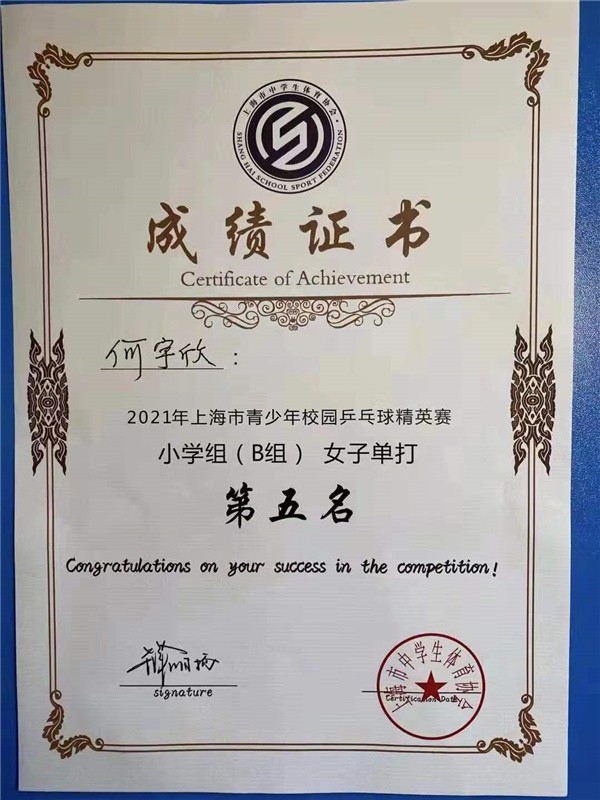 上海市中学生体育协会
SHANG HAI SCHOOL SPORT FEDERATION
成绩证书
Certificate of Achievement
何宇欣：
2021年上海市青少年校园乒乓球精英赛
小学组（B组） 女子单打
第五名
Congratulations on your success in the competition!
signature
上海市中学生体育协会
Certification Date